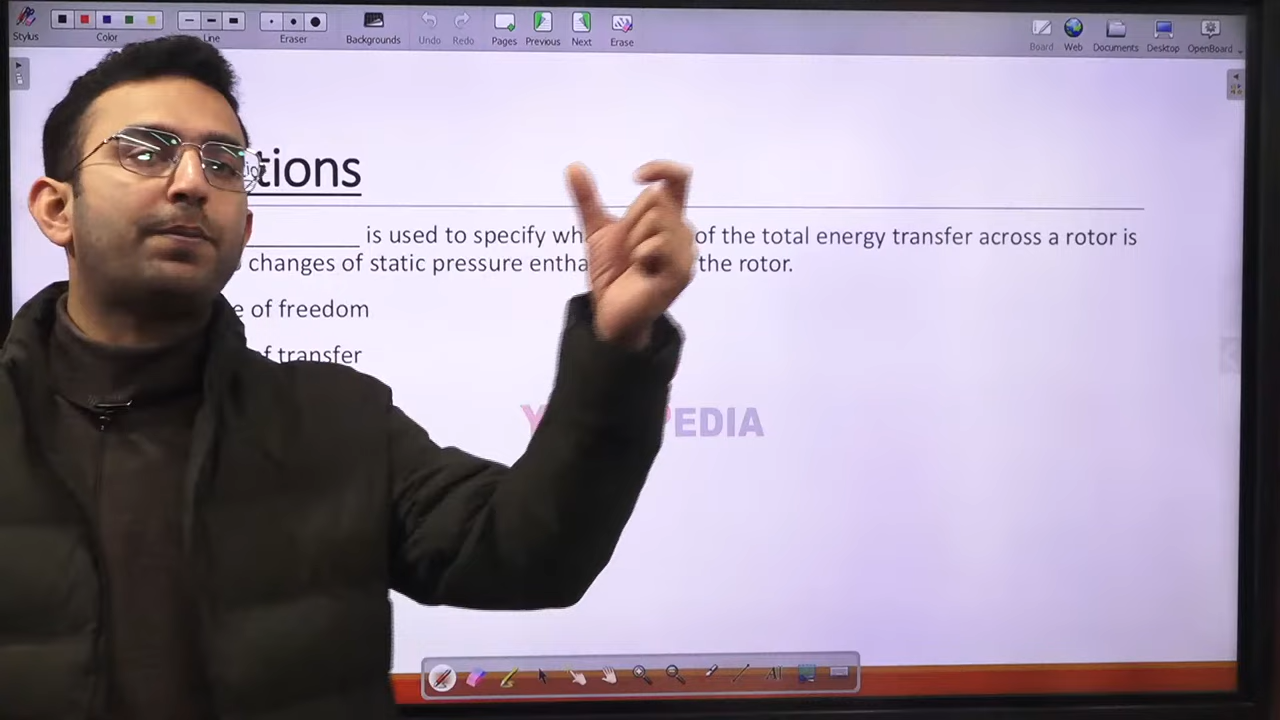 Stylus
Color
Line
Eraser
Backgrounds
Undo
Redo
Pages
Previous
Next
Erase
Board
Web
Documents
Desktop
OpenBoard
tions
is used to specify wh of the total energy transfer across a rotor is
changes of static pressure entha the rotor.
e of freedom
of transfer
Y PEDIA